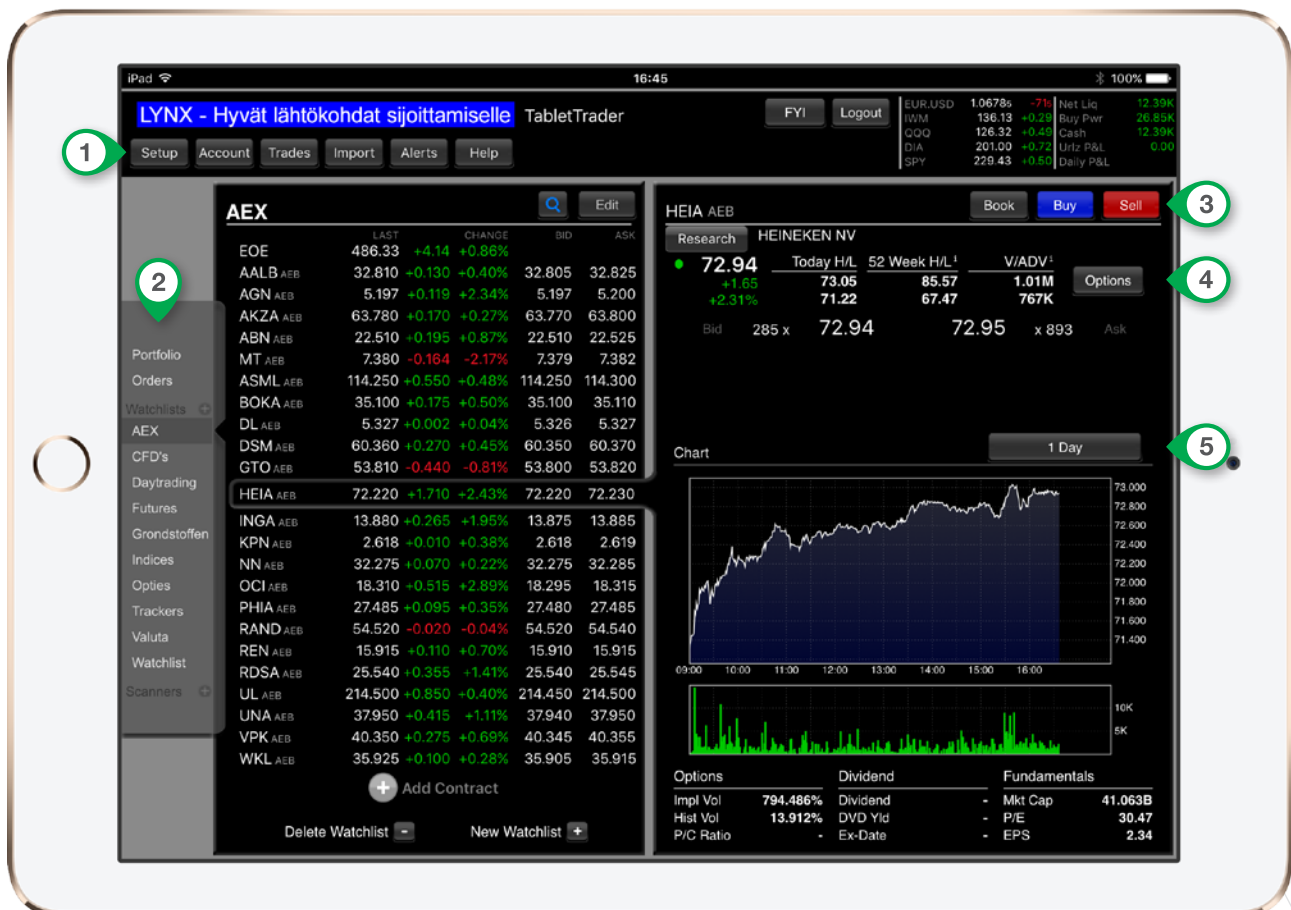 iPad 16:45 100%
LYNX - Hyvät lähtökohdat sijoittamiselle TabletTrader
FYI Logout
EUR.USD 1.06785 -715 Net Liq 12.39K
IWM 136.13 +0.29 Buy Pwr 26.85K
QQQ 126.32 +0.49 Cash 12.39K
DIA 201.00 +0.72 Urlz P&L 0.00
SPY 229.43 +0.50 Daily P&L
1
Setup Account Trades Import Alerts Help
2
Portfolio
Orders
Watchlists +
AEX
CFD's
Daytrading
Futures
Grondstoffen
Indices
Opties
Trackers
Valuta
Watchlist
Scanners +
AEX Edit
LAST CHANGE BID ASK
EOE 486.33 +4.14 +0.86%
AALB AEB 32.810 +0.130 +0.40% 32.805 32.825
AGN AEB 5.197 +0.119 +2.34% 5.197 5.200
AKZA AEB 63.780 +0.170 +0.27% 63.770 63.800
ABN AEB 22.510 +0.195 +0.87% 22.510 22.525
MT AEB 7.380 -0.164 -2.17% 7.379 7.382
ASML AEB 114.250 +0.550 +0.48% 114.250 114.300
BOKA AEB 35.100 +0.175 +0.50% 35.100 35.110
DL AEB 5.327 +0.002 +0.04% 5.326 5.327
DSM AEB 60.360 +0.270 +0.45% 60.350 60.370
GTO AEB 53.810 -0.440 -0.81% 53.800 53.820
HEIA AEB 72.220 +1.710 +2.43% 72.220 72.230
INGA AEB 13.880 +0.265 +1.95% 13.875 13.885
KPN AEB 2.618 +0.010 +0.38% 2.618 2.619
NN AEB 32.275 +0.070 +0.22% 32.275 32.285
OCI AEB 18.310 +0.515 +2.89% 18.295 18.315
PHIA AEB 27.485 +0.095 +0.35% 27.480 27.485
RAND AEB 54.520 -0.020 -0.04% 54.520 54.540
REN AEB 15.915 +0.110 +0.70% 15.910 15.915
RDSA AEB 25.540 +0.355 +1.41% 25.540 25.545
UL AEB 214.500 +0.850 +0.40% 214.450 214.500
UNA AEB 37.950 +0.415 +1.11% 37.940 37.950
VPK AEB 40.350 +0.275 +0.69% 40.345 40.355
WKL AEB 35.925 +0.100 +0.28% 35.905 35.915
+ Add Contract
Delete Watchlist - New Watchlist +
HEIA AEB Book Buy Sell
3
Research HEINEKEN NV
72.94 Today H/L 52 Week H/L¹ V/ADV¹
+1.65 73.05 85.57 1.01M Options
+2.31% 71.22 67.47 767K
4
Bid 285 x 72.94 72.95 x 893 Ask
Chart 1 Day
5
73.000
72.800
72.600
72.400
72.200
72.000
71.800
71.600
71.400
09:00 10:00 11:00 12:00 13:00 14:00 15:00 16:00
10K
5K
Options Dividend Fundamentals
Impl Vol 794.486% Dividend - Mkt Cap 41.063B
Hist Vol 13.912% DVD Yld - P/E 30.47
P/C Ratio - Ex-Date - EPS 2.34